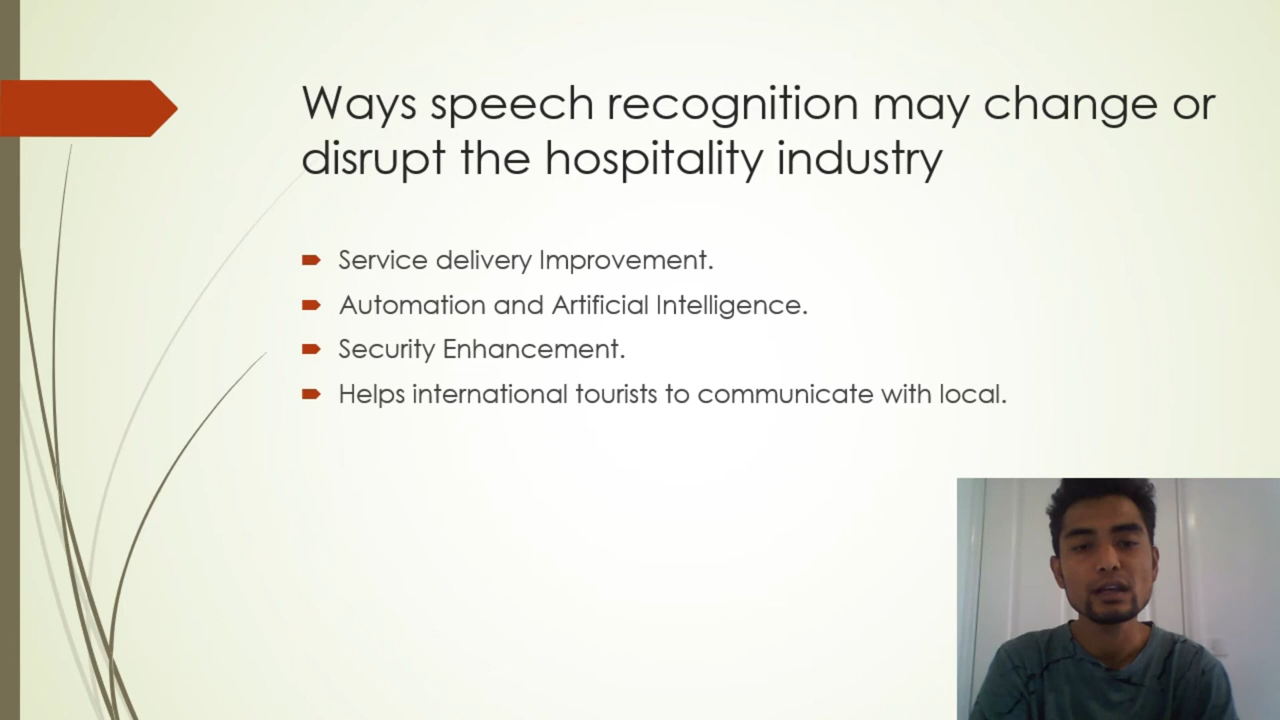 Ways speech recognition may change or
disrupt the hospitality industry
Service delivery Improvement.
Automation and Artificial Intelligence.
Security Enhancement.
Helps international tourists to communicate with local.